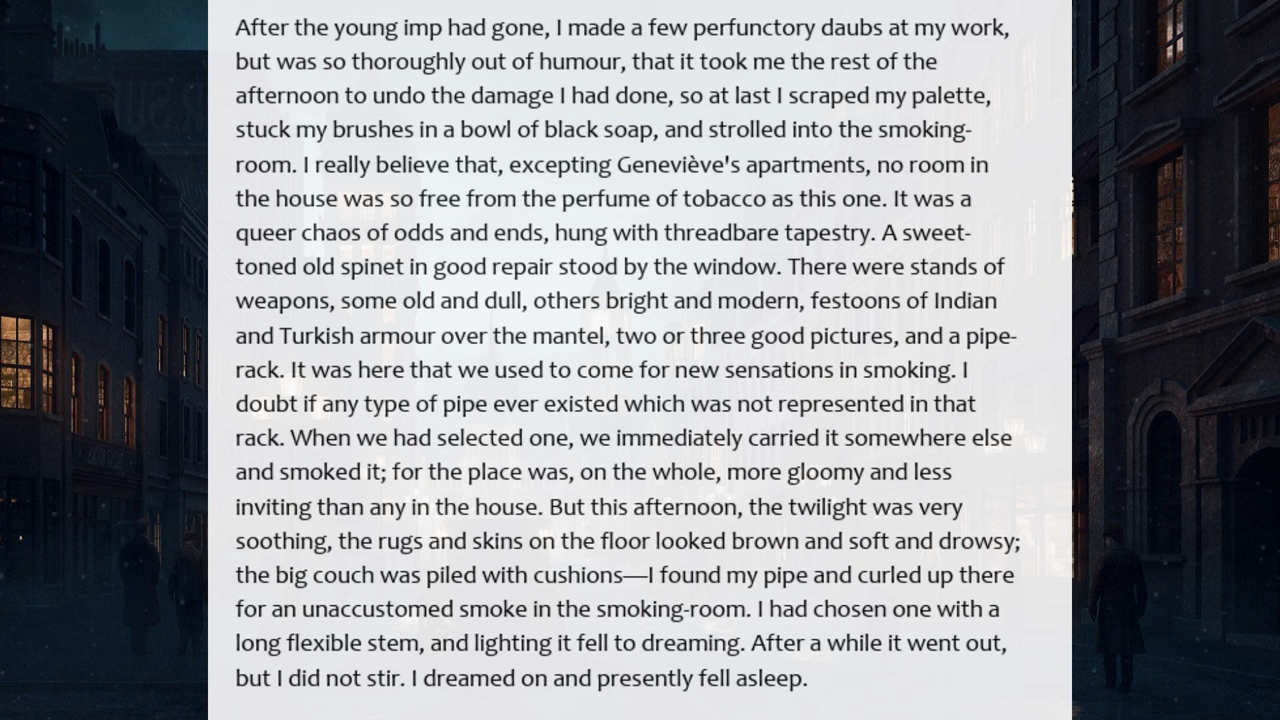 After the young imp had gone, I made a few perfunctory daubs at my work,
but was so thoroughly out of humour, that it took me the rest of the
afternoon to undo the damage I had done, so at last I scraped my palette,
stuck my brushes in a bowl of black soap, and strolled into the smoking-
room. I really believe that, excepting Geneviève's apartments, no room in
the house was so free from the perfume of tobacco as this one. It was a
queer chaos of odds and ends, hung with threadbare tapestry. A sweet-
toned old spinet in good repair stood by the window. There were stands of
weapons, some old and dull, others bright and modern, festoons of Indian
and Turkish armour over the mantel, two or three good pictures, and a pipe-
rack. It was here that we used to come for new sensations in smoking. I
doubt if any type of pipe ever existed which was not represented in that
rack. When we had selected one, we immediately carried it somewhere else
and smoked it; for the place was, on the whole, more gloomy and less
inviting than any in the house. But this afternoon, the twilight was very
soothing, the rugs and skins on the floor looked brown and soft and drowsy;
the big couch was piled with cushions—I found my pipe and curled up there
for an unaccustomed smoke in the smoking-room. I had chosen one with a
long flexible stem, and lighting it fell to dreaming. After a while it went out,
but I did not stir. I dreamed on and presently fell asleep.